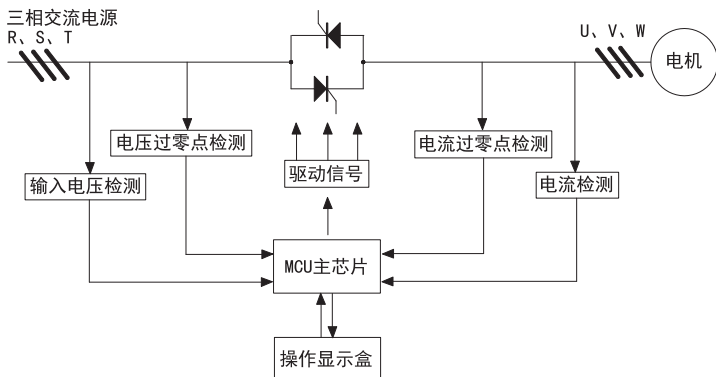 三相交流电源
R、S、T
U、V、W
电机
电压过零点检测
电流过零点检测
输入电压检测
驱动信号
电流检测
MCU主芯片
操作显示盒